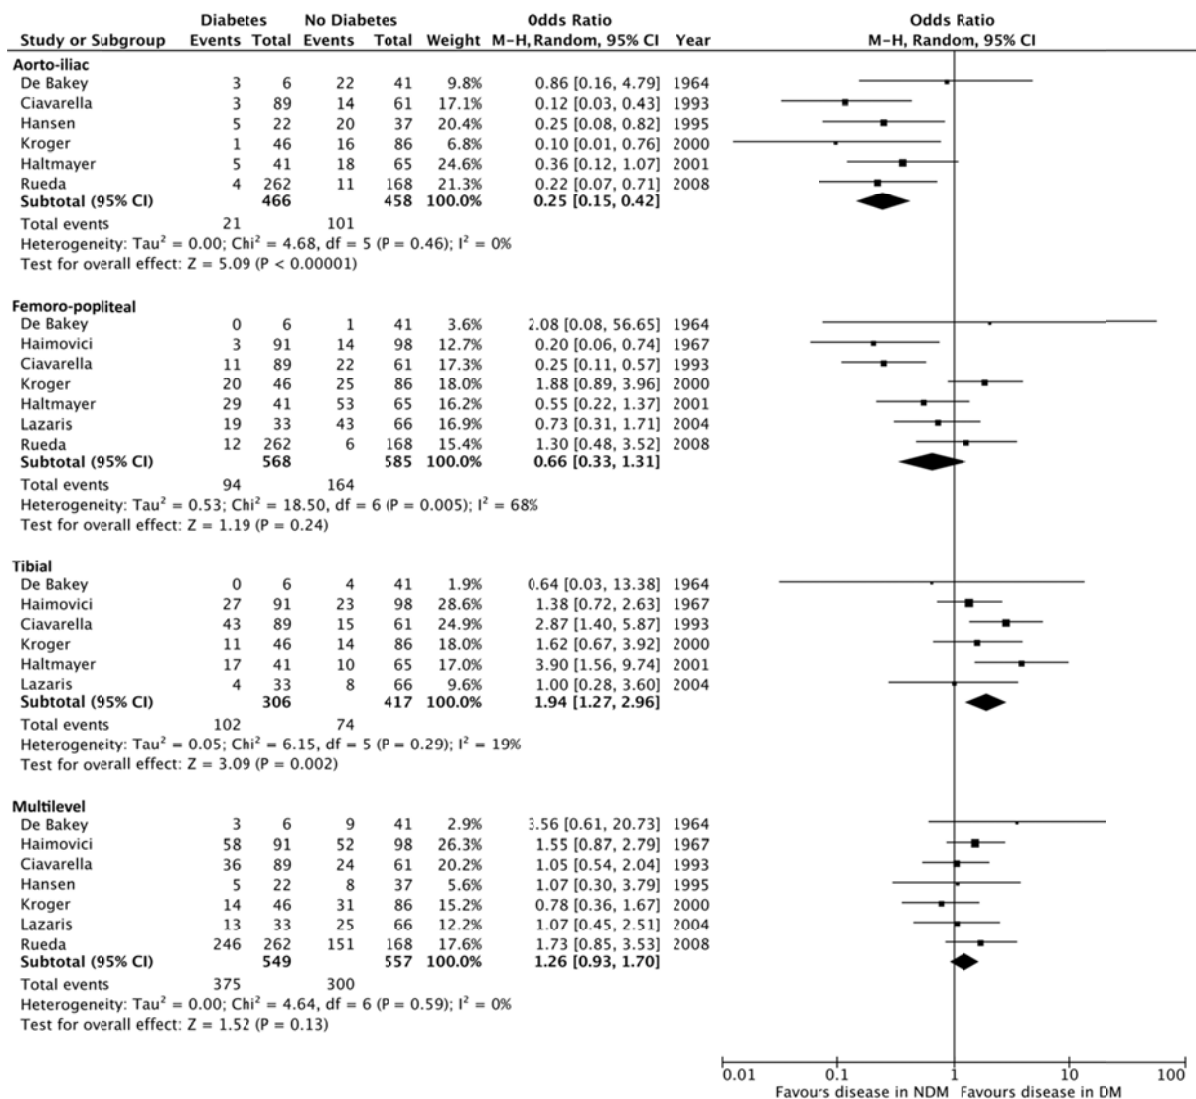 Diabetes No Diabetes Odds Ratio Odds Ratio
Study or Subgroup Events Total Events Total Weight M-H, Random, 95% CI Year M-H, Random, 95% CI
Aorto-iliac
De Bakey 3 6 22 41 9.8% 0.86 [0.16, 4.79] 1964
Ciavarella 3 89 14 61 17.1% 0.12 [0.03, 0.43] 1993
Hansen 5 22 20 37 20.4% 0.25 [0.08, 0.82] 1995
Kroger 1 46 16 86 6.8% 0.10 [0.01, 0.76] 2000
Haltmayer 5 41 18 65 24.6% 0.36 [0.12, 1.07] 2001
Rueda 4 262 11 168 21.3% 0.22 [0.07, 0.71] 2008
Subtotal (95% CI) 466 458 100.0% 0.25 [0.15, 0.42]
Total events 21 101
Heterogeneity: Tau² = 0.00; Chi² = 4.68, df = 5 (P = 0.46); I² = 0%
Test for overall effect: Z = 5.09 (P < 0.00001)
Femoro-popliteal
De Bakey 0 6 1 41 3.6% 2.08 [0.08, 56.65] 1964
Haimovici 3 91 14 98 12.7% 0.20 [0.06, 0.74] 1967
Ciavarella 11 89 22 61 17.3% 0.25 [0.11, 0.57] 1993
Kroger 20 46 25 86 18.0% 1.88 [0.89, 3.96] 2000
Haltmayer 29 41 53 65 16.2% 0.55 [0.22, 1.37] 2001
Lazaris 19 33 43 66 16.9% 0.73 [0.31, 1.71] 2004
Rueda 12 262 6 168 15.4% 1.30 [0.48, 3.52] 2008
Subtotal (95% CI) 568 585 100.0% 0.66 [0.33, 1.31]
Total events 94 164
Heterogeneity: Tau² = 0.53; Chi² = 18.50, df = 6 (P = 0.005); I² = 68%
Test for overall effect: Z = 1.19 (P = 0.24)
Tibial
De Bakey 0 6 4 41 1.9% 0.64 [0.03, 13.38] 1964
Haimovici 27 91 23 98 28.6% 1.38 [0.72, 2.63] 1967
Ciavarella 43 89 15 61 24.9% 2.87 [1.40, 5.87] 1993
Kroger 11 46 14 86 18.0% 1.62 [0.67, 3.92] 2000
Haltmayer 17 41 10 65 17.0% 3.90 [1.56, 9.74] 2001
Lazaris 4 33 8 66 9.6% 1.00 [0.28, 3.60] 2004
Subtotal (95% CI) 306 417 100.0% 1.94 [1.27, 2.96]
Total events 102 74
Heterogeneity: Tau² = 0.05; Chi² = 6.15, df = 5 (P = 0.29); I² = 19%
Test for overall effect: Z = 3.09 (P = 0.002)
Multilevel
De Bakey 3 6 9 41 2.9% 3.56 [0.61, 20.73] 1964
Haimovici 58 91 52 98 26.3% 1.55 [0.87, 2.79] 1967
Ciavarella 36 89 24 61 20.2% 1.05 [0.54, 2.04] 1993
Hansen 5 22 8 37 5.6% 1.07 [0.30, 3.79] 1995
Kroger 14 46 31 86 15.2% 0.78 [0.36, 1.67] 2000
Lazaris 13 33 25 66 12.2% 1.07 [0.45, 2.51] 2004
Rueda 246 262 151 168 17.6% 1.73 [0.85, 3.53] 2008
Subtotal (95% CI) 549 557 100.0% 1.26 [0.93, 1.70]
Total events 375 300
Heterogeneity: Tau² = 0.00; Chi² = 4.64, df = 6 (P = 0.59); I² = 0%
Test for overall effect: Z = 1.52 (P = 0.13)
0.01 0.1 1 10 100
Favours disease in NDM Favours disease in DM